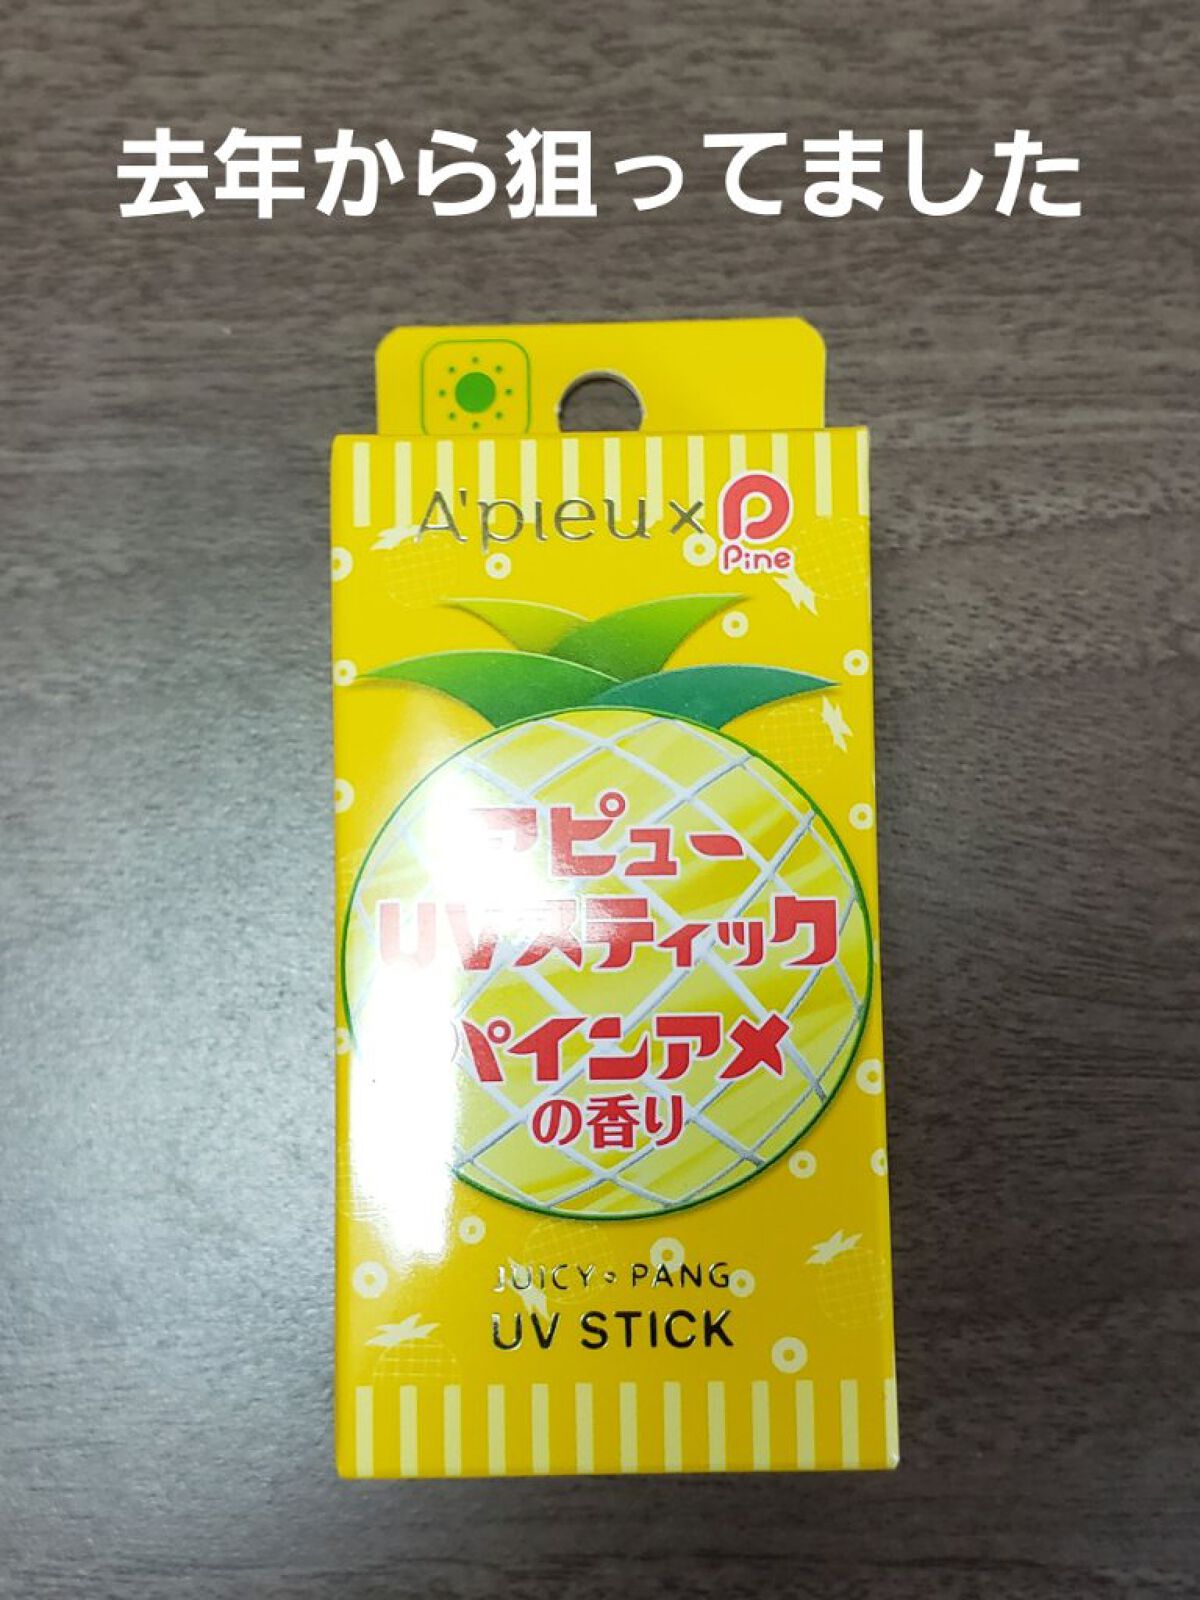 去年から狙ってました
A'pieu×P
Pine
アピュー
UVスティック
パインアメ
の香り
JUICY・PANG
UV STICK